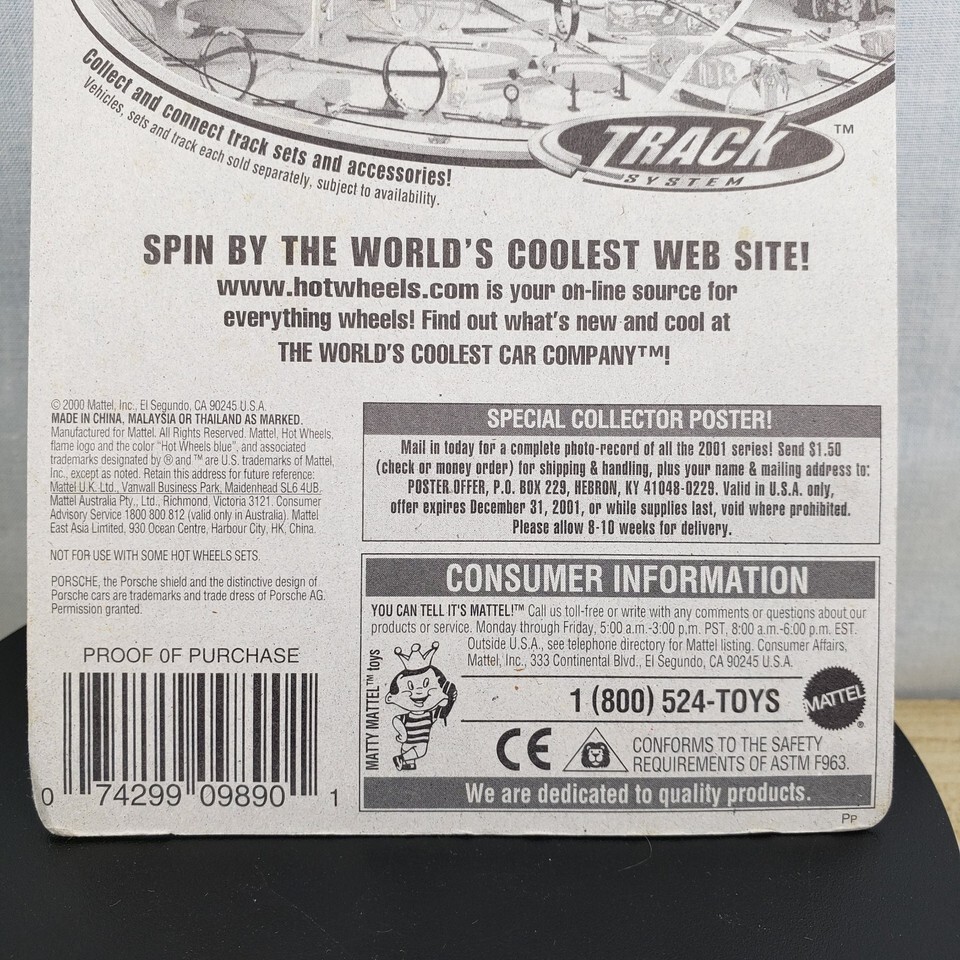 Collect and connect track sets and accessories!
Vehicles, sets and track each sold separately, subject to availability.
TRACK ™
SYSTEM
SPIN BY THE WORLD'S COOLEST WEB SITE!
www.hotwheels.com is your on-line source for
everything wheels! Find out what's new and cool at
THE WORLD'S COOLEST CAR COMPANY™!
© 2000 Mattel, Inc., El Segundo, CA 90245 U.S.A.
MADE IN CHINA, MALAYSIA OR THAILAND AS MARKED.
Manufactured for Mattel. All Rights Reserved. Mattel, Hot Wheels,
flame logo and the color "Hot Wheels blue", and associated
trademarks designated by ® and ™ are U.S. trademarks of Mattel,
Inc., except as noted. Retain this address for future reference:
Mattel U.K. Ltd., Vanwall Business Park, Maidenhead SL6 4UB.
Mattel Australia Pty., Ltd., Richmond, Victoria 3121. Consumer
Advisory Service 1800 800 812 (valid only in Australia). Mattel
East Asia Limited, 930 Ocean Centre, Harbour City, HK, China.
NOT FOR USE WITH SOME HOT WHEELS SETS.
PORSCHE, the Porsche shield and the distinctive design of
Porsche cars are trademarks and trade dress of Porsche AG.
Permission granted.
PROOF OF PURCHASE
0 74299 09890 1
SPECIAL COLLECTOR POSTER!
Mail in today for a complete photo-record of all the 2001 series! Send $1.50
(check or money order) for shipping & handling, plus your name & mailing address to:
POSTER OFFER, P.O. BOX 229, HEBRON, KY 41048-0229. Valid in U.S.A. only,
offer expires December 31, 2001, or while supplies last, void where prohibited.
Please allow 8-10 weeks for delivery.
CONSUMER INFORMATION
YOU CAN TELL IT'S MATTEL!™ Call us toll-free or write with any comments or questions about our
products or service. Monday through Friday, 5:00 a.m.-3:00 p.m. PST, 8:00 a.m.-6:00 p.m. EST.
Outside U.S.A., see telephone directory for Mattel listing. Consumer Affairs,
Mattel, Inc., 333 Continental Blvd., El Segundo, CA 90245 U.S.A.
MATTY MATTEL™ toys
1 (800) 524-TOYS
MATTEL ®
CE
CONFORMS TO THE SAFETY
REQUIREMENTS OF ASTM F963.
We are dedicated to quality products.
PP